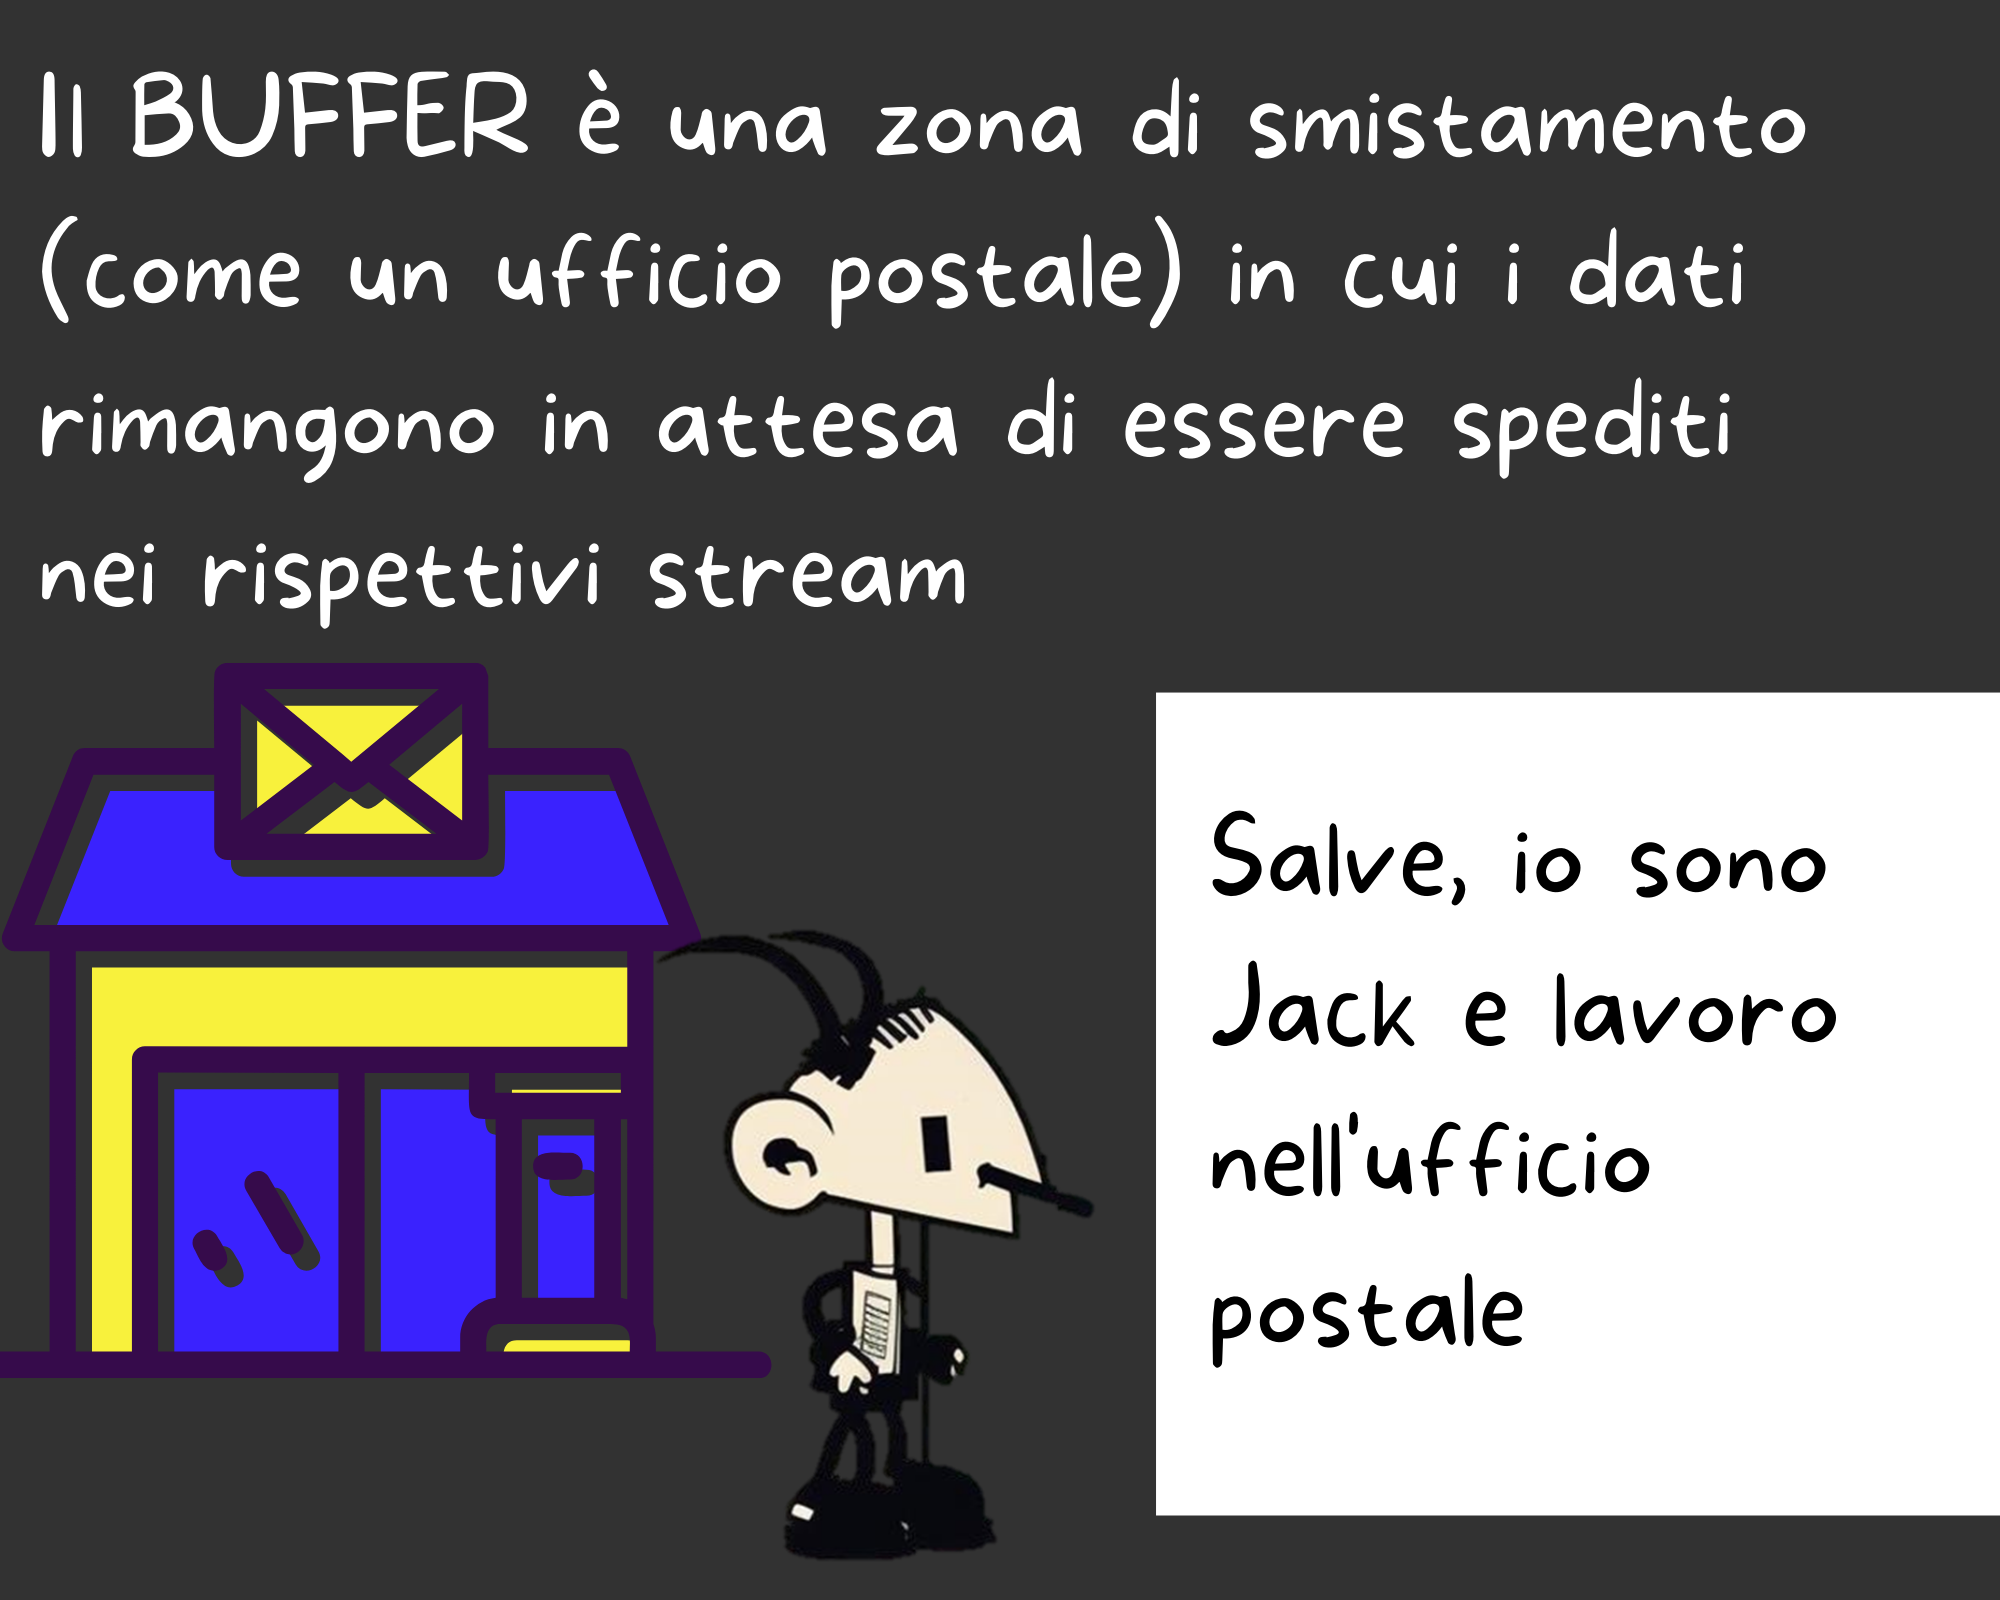 Il BUFFER è una zona di smistamento
(come un ufficio postale) in cui i dati
rimangono in attesa di essere spediti
nei rispettivi stream
Salve, io sono
Jack e lavoro
nell'ufficio
postale